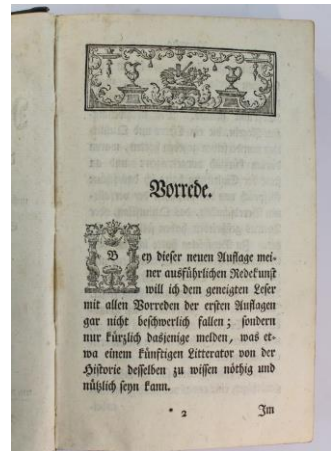 Vorrede.
Bey dieser neuen Auflage mei-
ner ausführlichen Redekunst
will ich dem geneigten Leser
mit allen Vorreden der ersten Auflagen
gar nicht beschwerlich fallen; sondern
nur kürzlich dasjenige melden, was et-
wa einem künftigen Litterator von der
Historie desselben zu wissen nöthig und
nützlich seyn kann.
* 2 Im